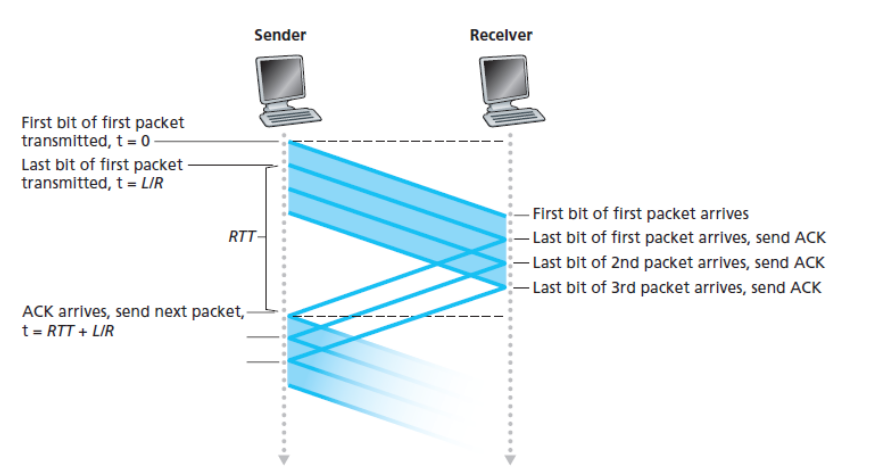 Sender
Receiver
First bit of first packet
transmitted, t = 0
Last bit of first packet
transmitted, t = L/R
RTT
ACK arrives, send next packet,
t = RTT + L/R
First bit of first packet arrives
Last bit of first packet arrives, send ACK
Last bit of 2nd packet arrives, send ACK
Last bit of 3rd packet arrives, send ACK